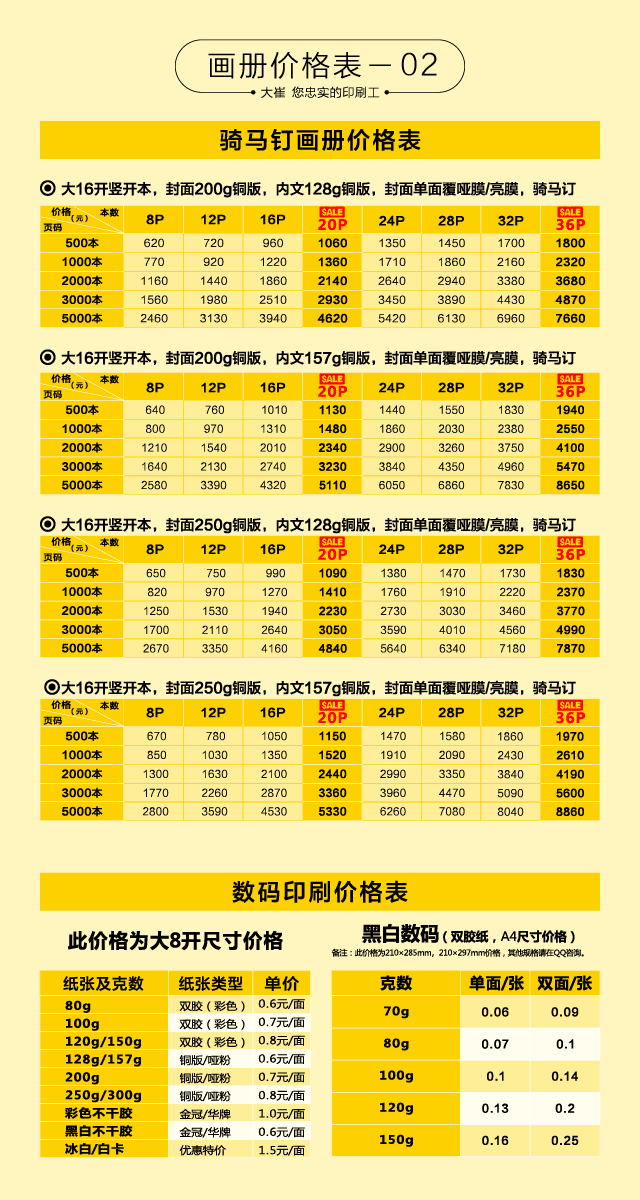 画册价格表－02
大崔 您忠实的印刷工
骑马钉画册价格表
大16开竖开本，封面200g铜版，内文128g铜版，封面单面覆哑膜/亮膜，骑马订
价格（元） 本数 页码 8P 12P 16P SALE 20P 24P 28P 32P SALE 36P
500本 620 720 960 1060 1350 1450 1700 1800
1000本 770 920 1220 1360 1710 1860 2160 2320
2000本 1160 1440 1860 2140 2640 2940 3380 3680
3000本 1560 1980 2510 2930 3450 3890 4430 4870
5000本 2460 3130 3940 4620 5420 6130 6960 7660
大16开竖开本，封面200g铜版，内文157g铜版，封面单面覆哑膜/亮膜，骑马订
价格（元） 本数 页码 8P 12P 16P SALE 20P 24P 28P 32P SALE 36P
500本 640 760 1010 1130 1440 1550 1830 1940
1000本 800 970 1310 1480 1860 2030 2380 2550
2000本 1210 1540 2010 2340 2900 3260 3750 4100
3000本 1640 2130 2740 3230 3840 4350 4960 5470
5000本 2580 3390 4320 5110 6050 6860 7830 8650
大16开竖开本，封面250g铜版，内文128g铜版，封面单面覆哑膜/亮膜，骑马订
价格（元） 本数 页码 8P 12P 16P SALE 20P 24P 28P 32P SALE 36P
500本 650 750 990 1090 1380 1470 1730 1830
1000本 820 970 1270 1410 1760 1910 2220 2370
2000本 1250 1530 1940 2230 2730 3030 3460 3770
3000本 1700 2110 2640 3050 3590 4010 4560 4990
5000本 2670 3350 4160 4840 5640 6340 7180 7870
大16开竖开本，封面250g铜版，内文157g铜版，封面单面覆哑膜/亮膜，骑马订
价格（元） 本数 页码 8P 12P 16P SALE 20P 24P 28P 32P SALE 36P
500本 670 780 1050 1150 1470 1580 1860 1970
1000本 850 1030 1350 1520 1910 2090 2430 2610
2000本 1300 1630 2100 2440 2990 3350 3840 4190
3000本 1770 2260 2870 3360 3960 4470 5090 5600
5000本 2800 3590 4530 5330 6260 7080 8040 8860
数码印刷价格表
此价格为大8开尺寸价格
纸张及克数 纸张类型 单价
80g 双胶（彩色） 0.6元/面
100g 双胶（彩色） 0.7元/面
120g/150g 双胶（彩色） 0.8元/面
128g/157g 铜版/哑粉 0.6元/面
200g 铜版/哑粉 0.7元/面
250g/300g 铜版/哑粉 0.8元/面
彩色不干胶 金冠/华牌 1.0元/面
黑白不干胶 金冠/华牌 0.6元/面
冰白/白卡 优惠特价 1.5元/面
黑白数码（双胶纸，A4尺寸价格）
备注：此价格为210×285mm，210×297mm价格，其他规格请在QQ咨询。
克数 单面/张 双面/张
70g 0.06 0.09
80g 0.07 0.1
100g 0.1 0.14
120g 0.13 0.2
150g 0.16 0.25